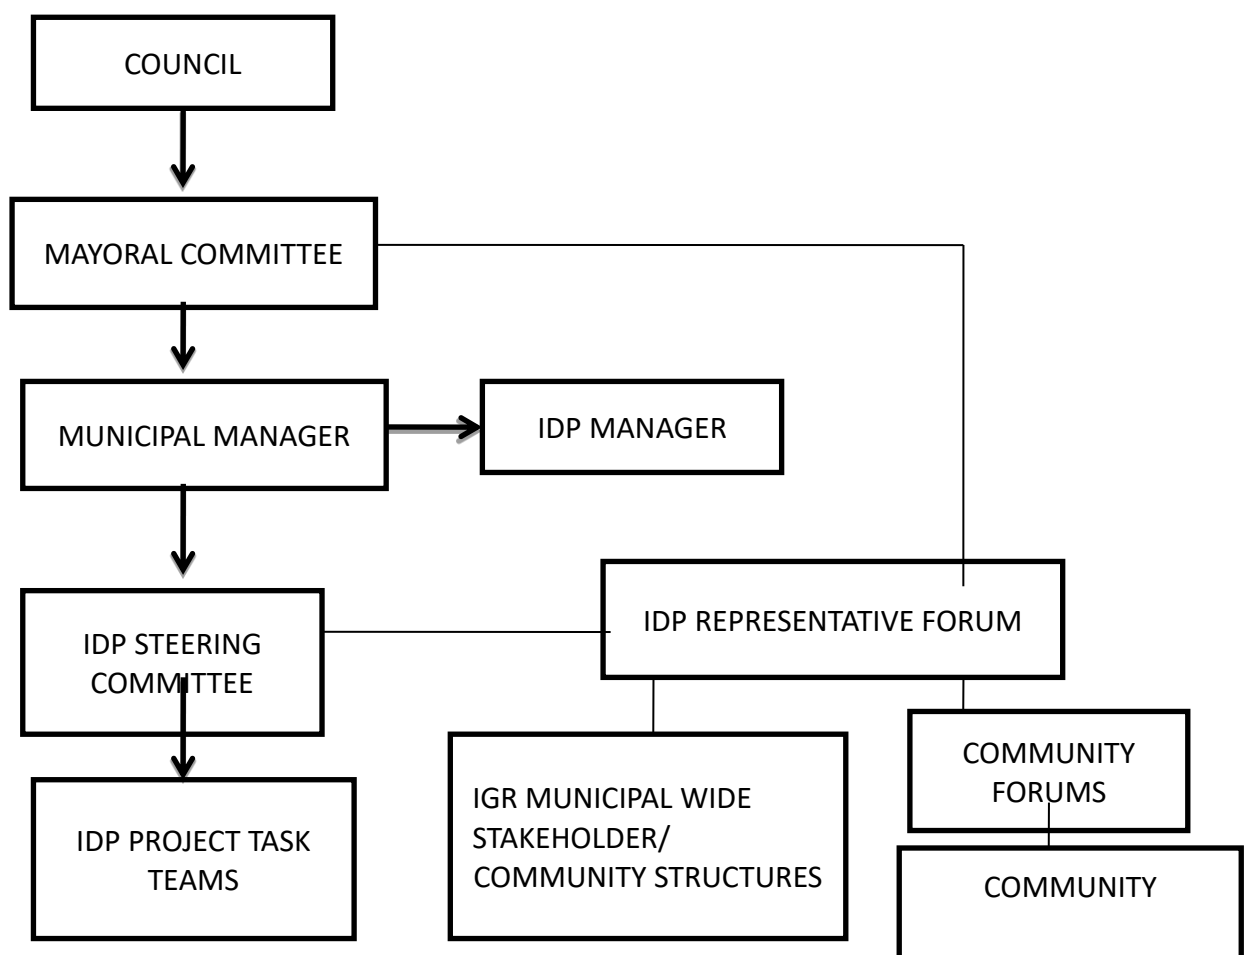 COUNCIL
MAYORAL COMMITTEE
MUNICIPAL MANAGER
IDP MANAGER
IDP STEERING
COMMITTEE
IDP REPRESENTATIVE FORUM
IDP PROJECT TASK
TEAMS
IGR MUNICIPAL WIDE
STAKEHOLDER/
COMMUNITY STRUCTURES
COMMUNITY
FORUMS
COMMUNITY